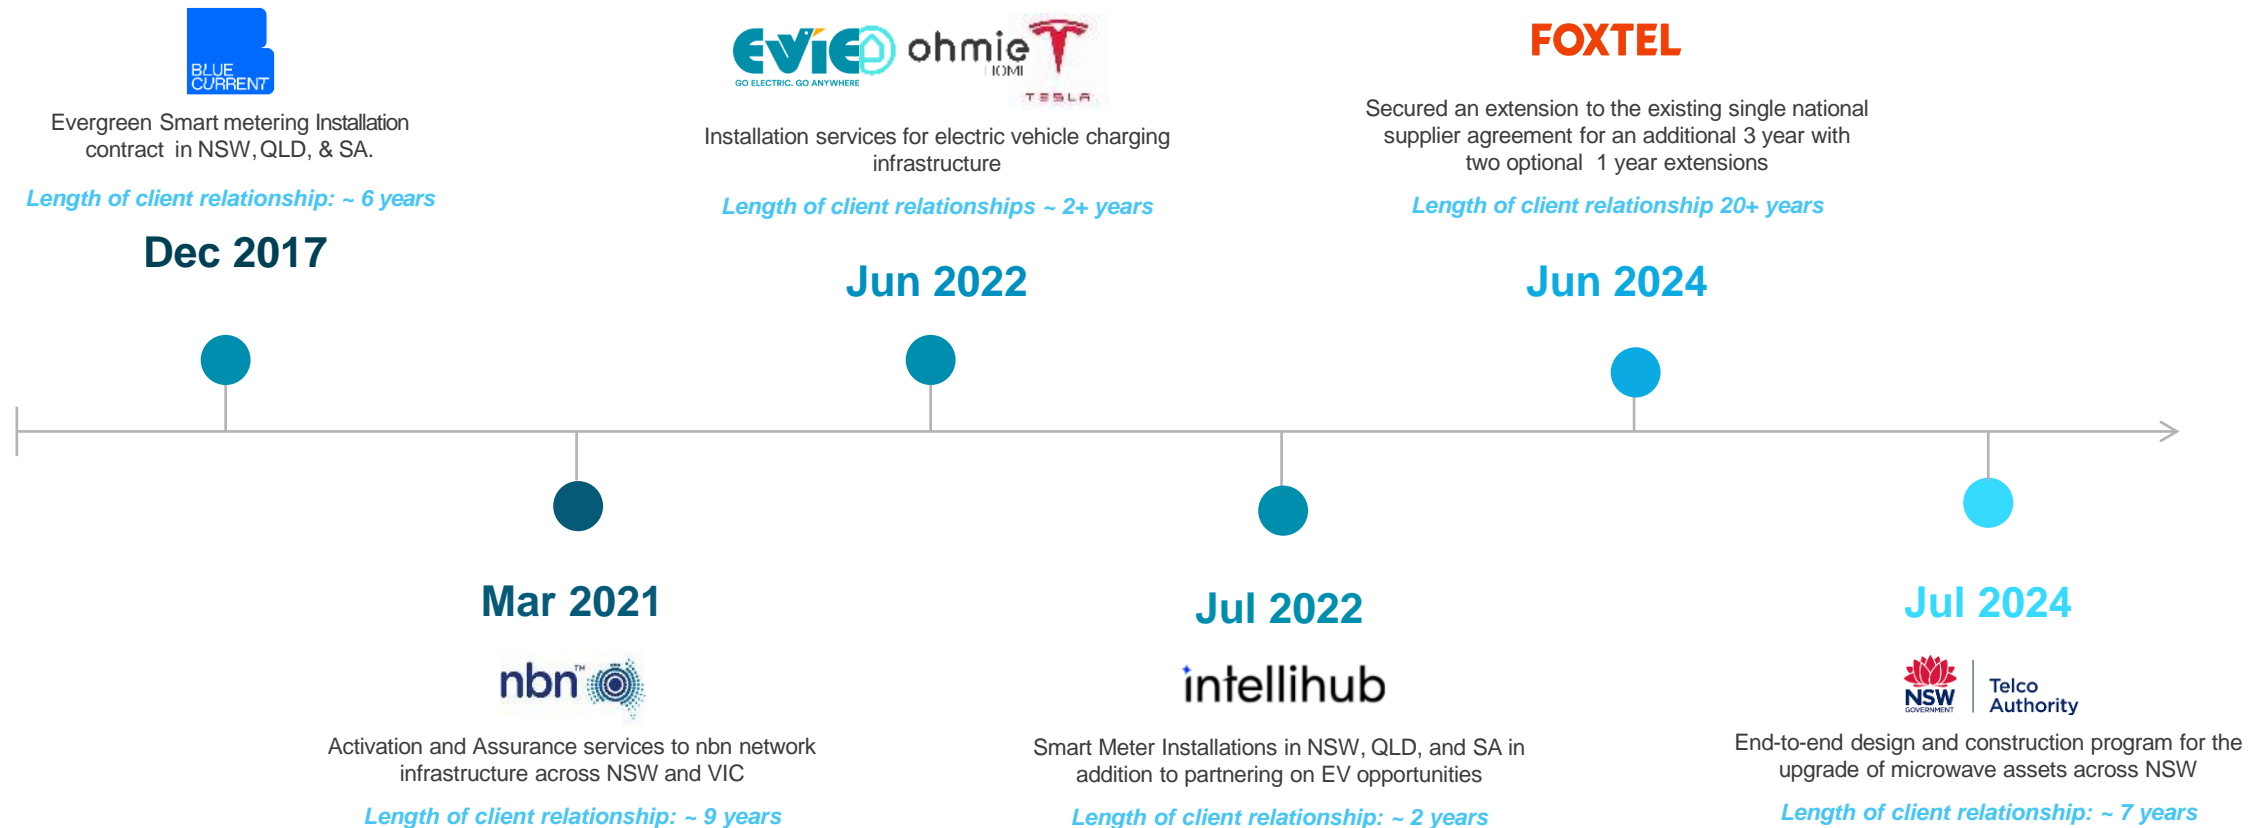 BLUE
CURRENT
Evergreen Smart metering Installation
contract in NSW, QLD, & SA.
Length of client relationship: ~ 6 years
Dec 2017
EVIE
GO ELECTRIC. GO ANYWHERE
ohmie
TESLA
Installation services for electric vehicle charging
infrastructure
Length of client relationships ~ 2+ years
Jun 2022
FOXTEL
Secured an extension to the existing single national
supplier agreement for an additional 3 year with
two optional 1 year extensions
Length of client relationship 20+ years
Jun 2024
Mar 2021
nbn™
Activation and Assurance services to nbn network
infrastructure across NSW and VIC
Length of client relationship: ~ 9 years
Jul 2022
intellihub
Smart Meter Installations in NSW, QLD, and SA in
addition to partnering on EV opportunities
Length of client relationship: ~ 2 years
Jul 2024
NSW
GOVERNMENT
Telco
Authority
End-to-end design and construction program for the
upgrade of microwave assets across NSW
Length of client relationship: ~ 7 years